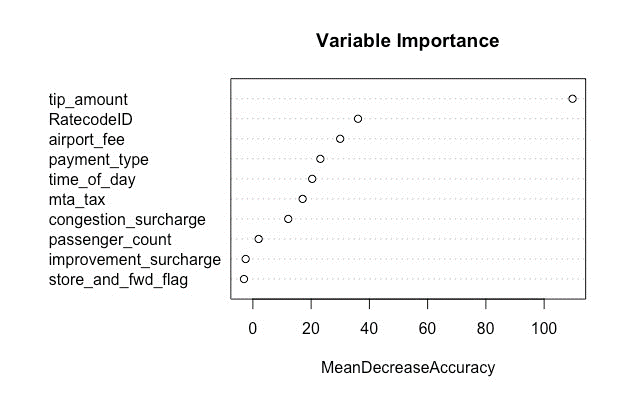 Variable Importance
tip_amount
RatecodeID
airport_fee
payment_type
time_of_day
mta_tax
congestion_surcharge
passenger_count
improvement_surcharge
store_and_fwd_flag
0 20 40 60 80 100
MeanDecreaseAccuracy